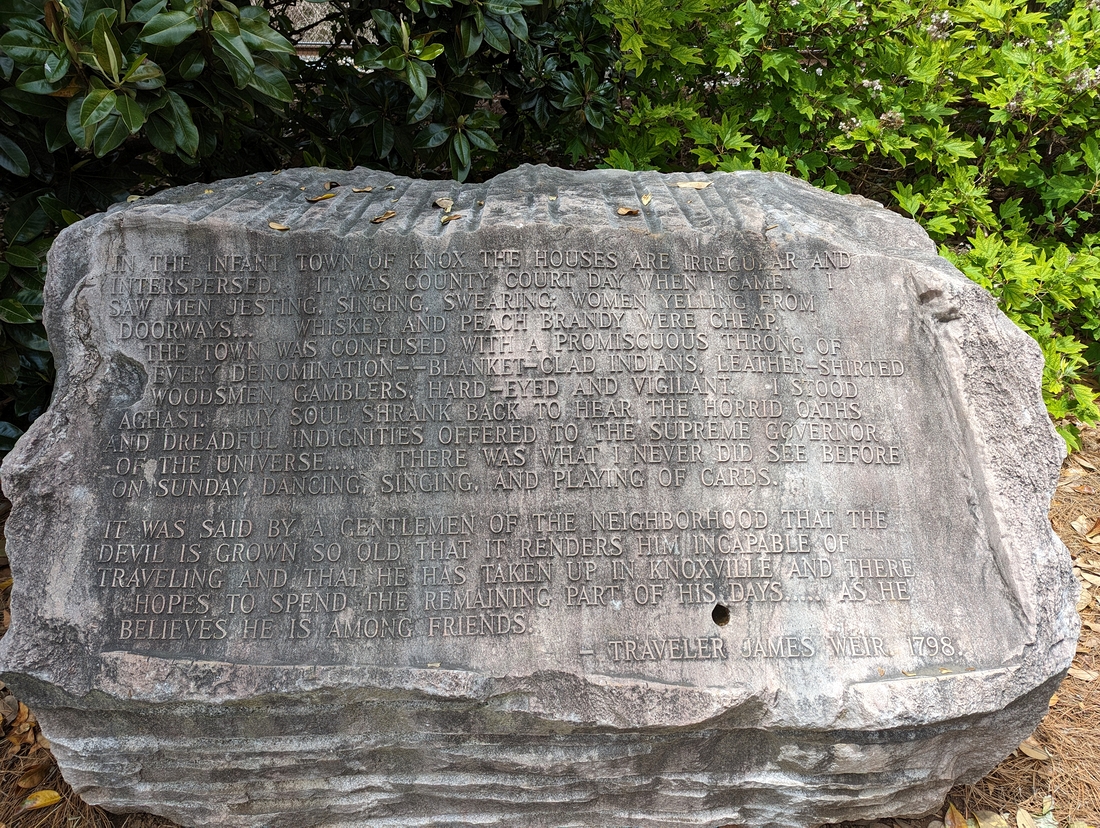 IN THE INFANT TOWN OF KNOX THE HOUSES ARE IRREGULAR AND
INTERSPERSED. IT WAS COUNTY COURT DAY WHEN I CAME. I
SAW MEN JESTING, SINGING, SWEARING; WOMEN YELLING FROM
DOORWAYS... WHISKEY AND PEACH BRANDY WERE CHEAP.
THE TOWN WAS CONFUSED WITH A PROMISCUOUS THRONG OF
EVERY DENOMINATION--BLANKET-CLAD INDIANS, LEATHER-SHIRTED
WOODSMEN, GAMBLERS, HARD-EYED AND VIGILANT. I STOOD
AGHAST. MY SOUL SHRANK BACK TO HEAR THE HORRID OATHS
AND DREADFUL INDIGNITIES OFFERED TO THE SUPREME GOVERNOR
OF THE UNIVERSE.... THERE WAS WHAT I NEVER DID SEE BEFORE
ON SUNDAY, DANCING, SINGING, AND PLAYING OF CARDS.
IT WAS SAID BY A GENTLEMEN OF THE NEIGHBORHOOD THAT THE
DEVIL IS GROWN SO OLD THAT IT RENDERS HIM INCAPABLE OF
TRAVELING AND THAT HE HAS TAKEN UP IN KNOXVILLE AND THERE
HOPES TO SPEND THE REMAINING PART OF HIS DAYS.... AS HE
BELIEVES HE IS AMONG FRIENDS.
- TRAVELER JAMES WEIR, 1798.